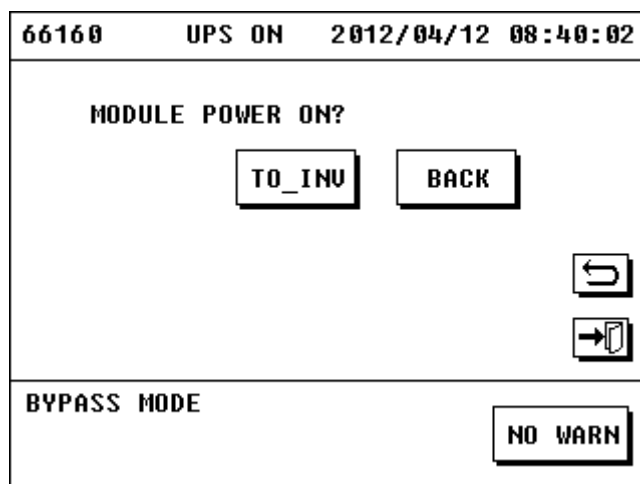 66160 UPS ON 2012/04/12 08:40:02
MODULE POWER ON?
TO_INV BACK
BYPASS MODE
NO WARN